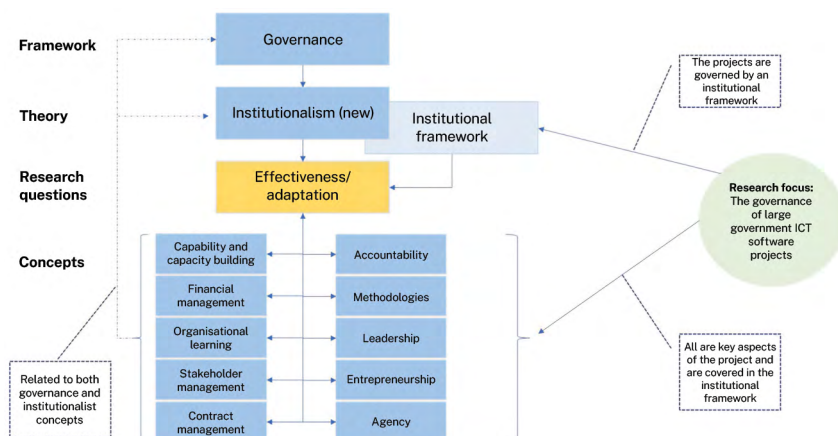 Framework
Governance
The projects are
governed by an
institutional
framework
Theory
Institutionalism (new)
Institutional
framework
Research
questions
Effectiveness/
adaptation
Research focus:
The governance
of large
government ICT
software
projects
Concepts
Capability and
capacity building
Accountability
Financial
management
Methodologies
Organisational
learning
Leadership
Stakeholder
management
Entrepreneurship
Contract
management
Agency
Related to both
governance and
institutionalist
concepts
All are key aspects
of the project and
are covered in the
institutional
framework